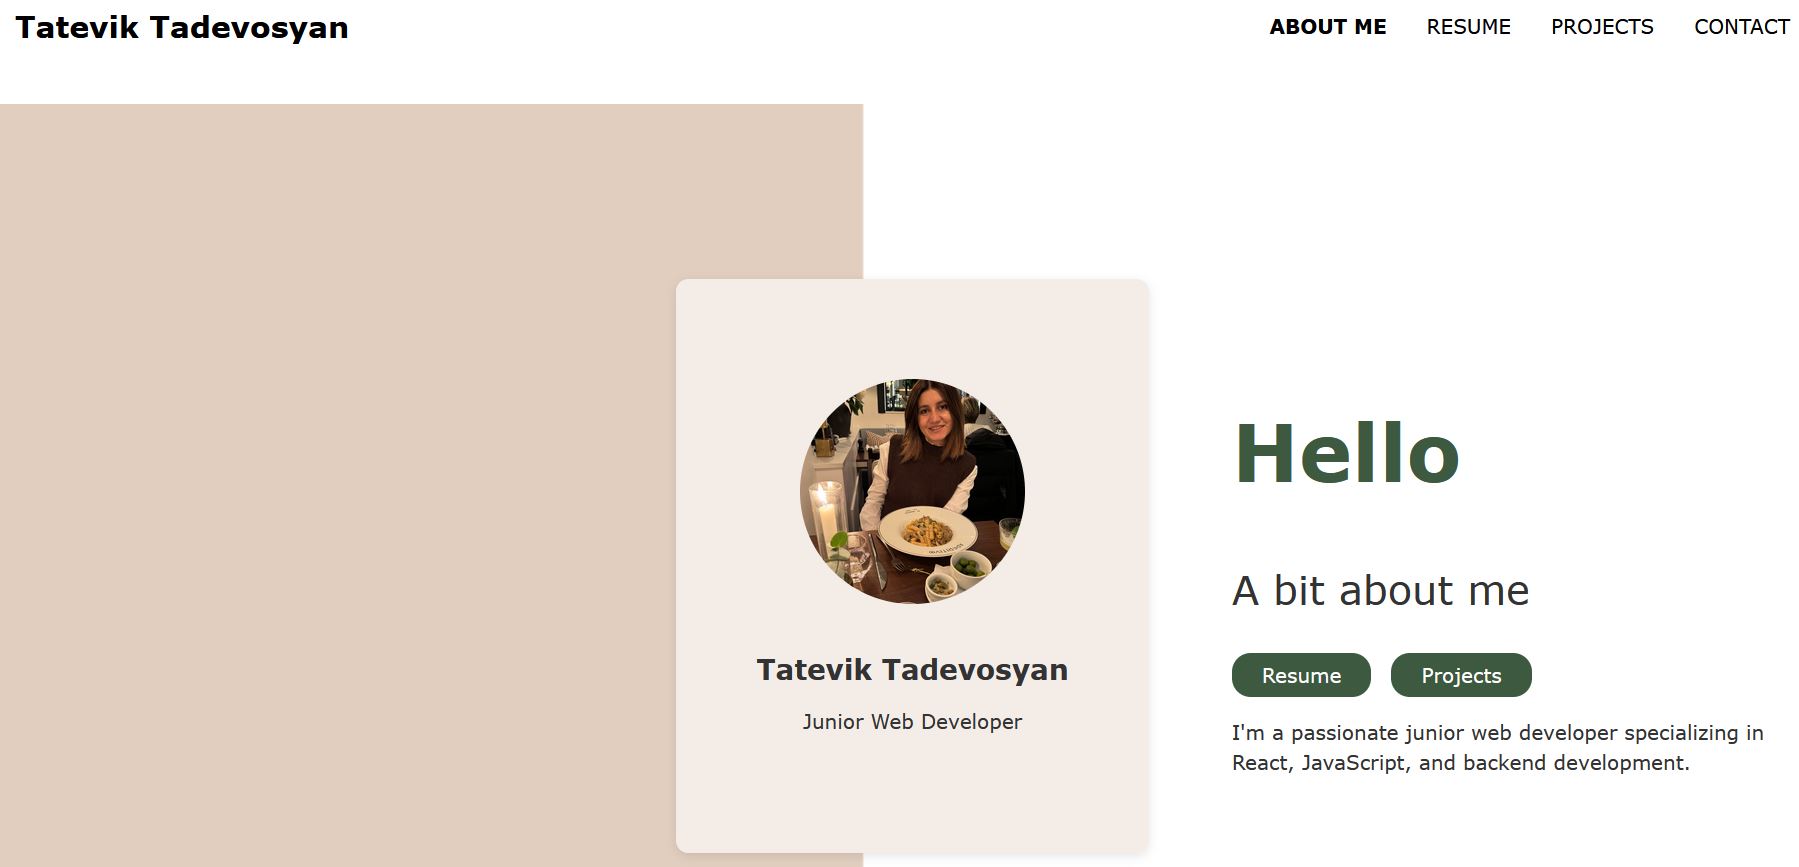 Tatevik Tadevosyan
ABOUT ME RESUME PROJECTS CONTACT
Tatevik Tadevosyan
Junior Web Developer
Hello
A bit about me
Resume Projects
I'm a passionate junior web developer specializing in
React, JavaScript, and backend development.